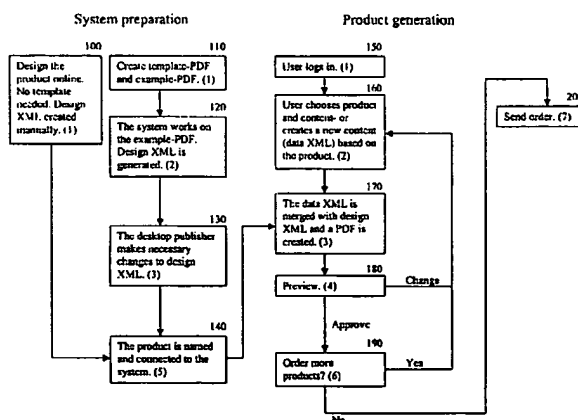 System preparation
Product generation
100
Design the
product online.
No template
needed. Design
XML created
manually. (1)
110
Create template-PDF
and example-PDF. (1)
120
The system works on
the example-PDF.
Design XML is
generated. (2)
130
The desktop publisher
makes necessary
changes to design
XML. (3)
140
The product is named
and connected to the
system. (5)
150
User logs in. (1)
160
User chooses product
and content- or
creates a new content
(data XML) based on
the product. (2)
170
The data XML is
merged with design
XML and a PDF is
created. (3)
180
Preview. (4)
Change
Approve
190
Order more
products? (6)
Yes
No
20
Send order. (7)